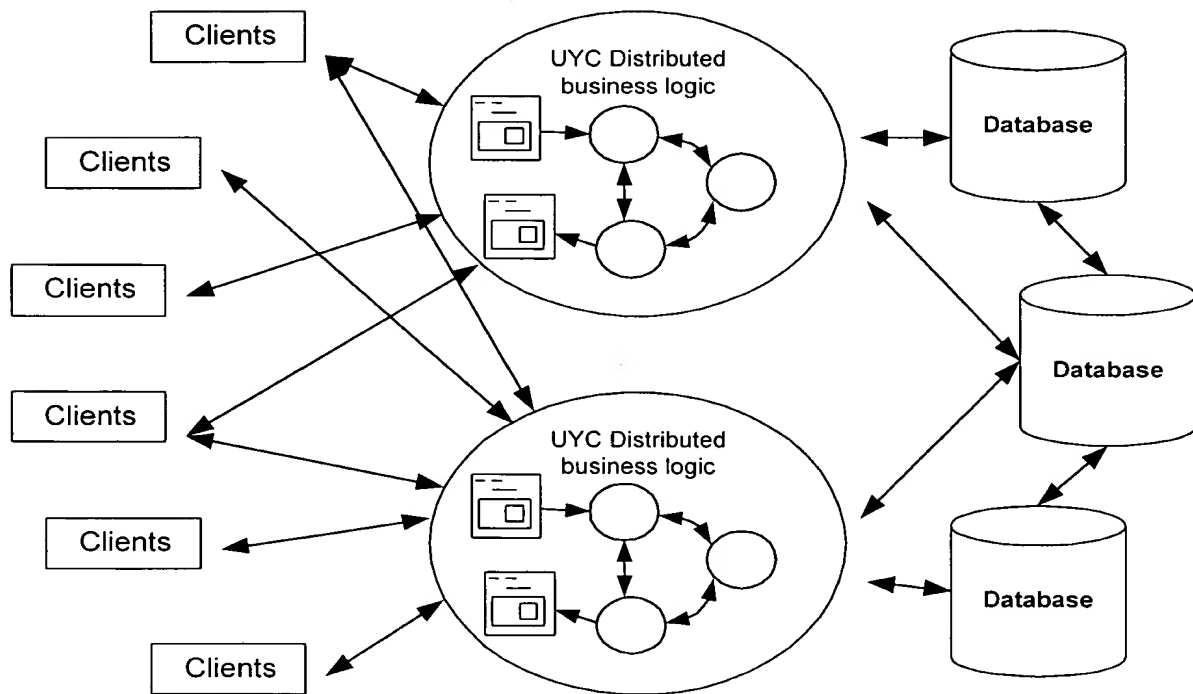 Clients
UYC Distributed
business logic
Database
Clients
Clients
Database
Clients
UYC Distributed
business logic
Clients
Database
Clients